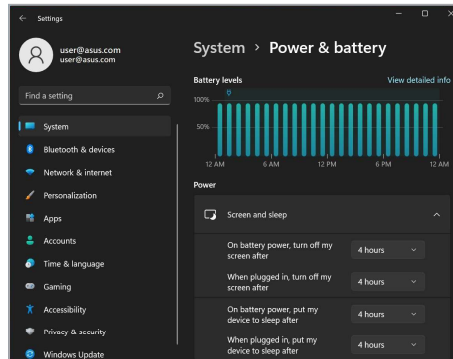 Settings
user@asus.com
user@asus.com
Find a setting
System
Bluetooth & devices
Network & internet
Personalization
Apps
Accounts
Time & language
Gaming
Accessibility
Privacy & security
Windows Update
System > Power & battery
Battery levels View detailed info
100%
50%
12 AM 6 AM 12 PM 6 PM 12 AM
Power
Screen and sleep
On battery power, turn off my
screen after
4 hours
When plugged in, turn off my
screen after
4 hours
On battery power, put my
device to sleep after
4 hours
When plugged in, put my
device to sleep after
4 hours